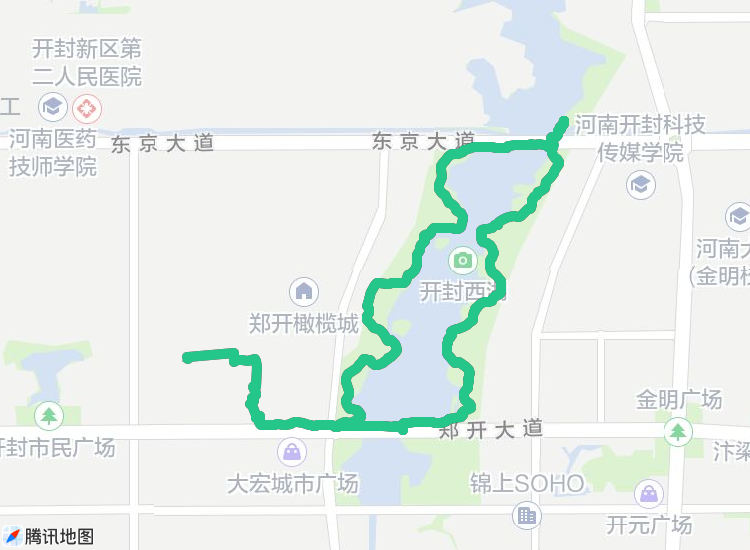 开封新区第
二人民医院
工
河南医药
技师学院
东京大道
东京大道
河南开封科技
传媒学院
河南大
(金明校
开封西湖
郑开橄榄城
金明广场
开封市民广场
郑开大道
汴梁
大宏城市广场
锦上SOHO
开元广场
腾讯地图